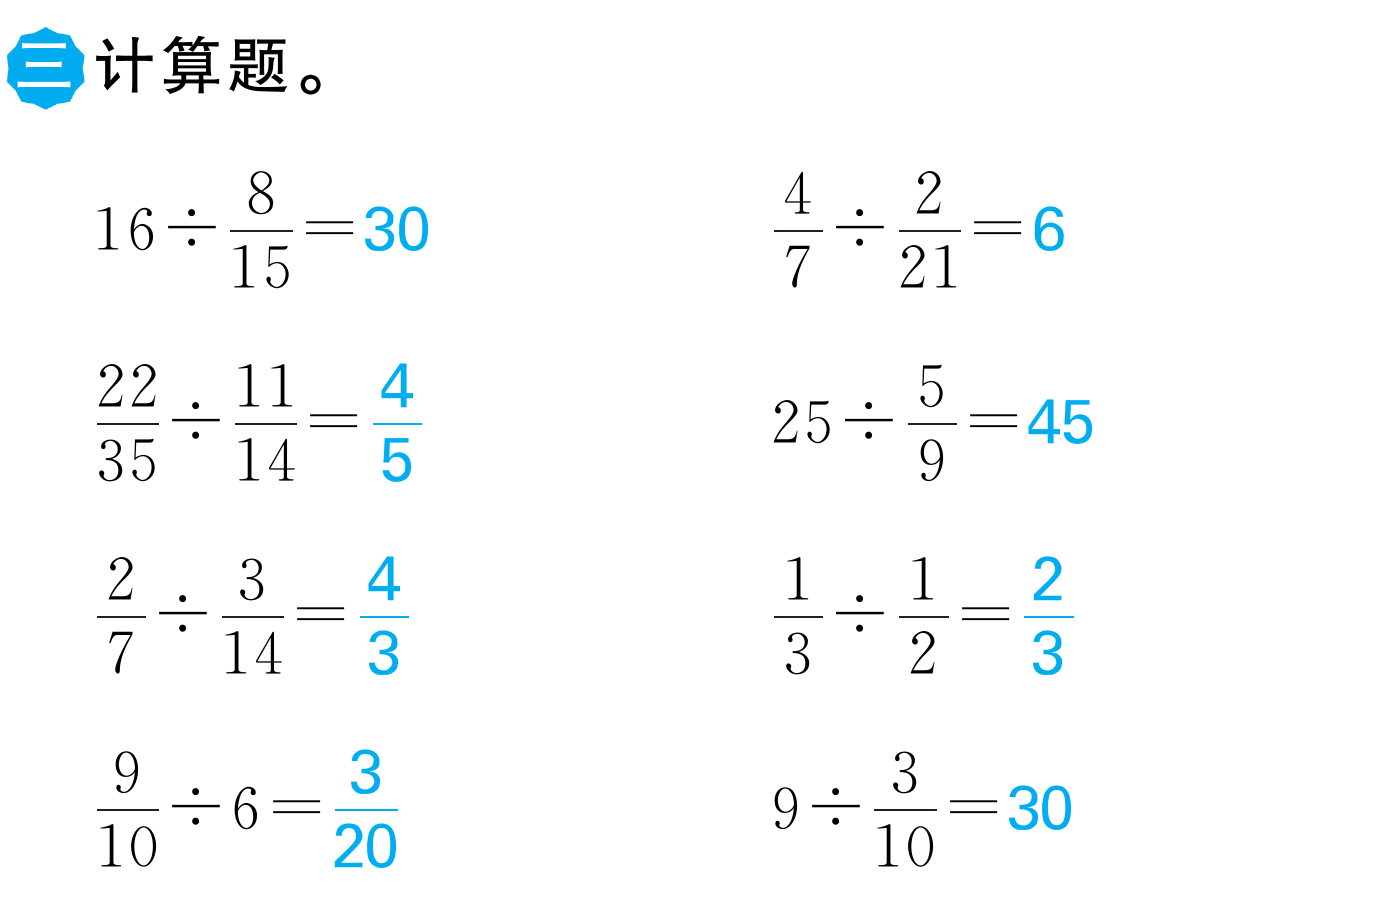 三 计算题。
16 ÷ 8/15 = 30 4/7 ÷ 2/21 = 6
22/35 ÷ 11/14 = 4/5 25 ÷ 5/9 = 45
2/7 ÷ 3/14 = 4/3 1/3 ÷ 1/2 = 2/3
9/10 ÷ 6 = 3/20 9 ÷ 3/10 = 30